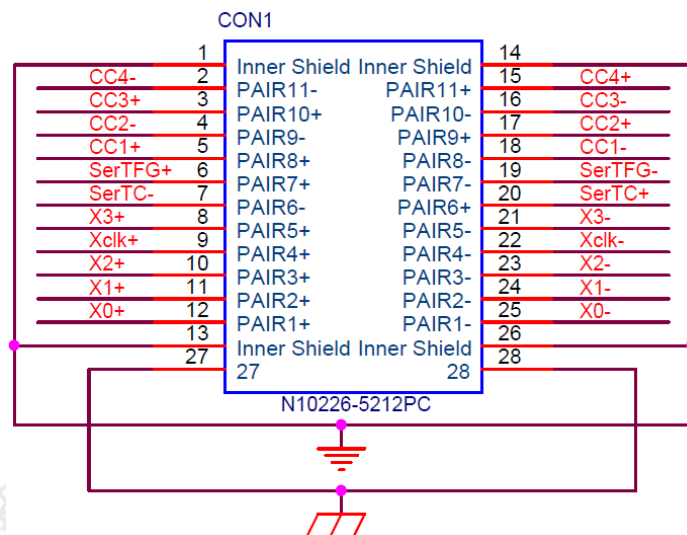 CON1
1 Inner Shield Inner Shield 14
CC4- 2 PAIR11- PAIR11+ 15 CC4+
CC3+ 3 PAIR10+ PAIR10- 16 CC3-
CC2- 4 PAIR9- PAIR9+ 17 CC2+
CC1+ 5 PAIR8+ PAIR8- 18 CC1-
SerTFG+ 6 PAIR7+ PAIR7- 19 SerTFG-
SerTC- 7 PAIR6- PAIR6+ 20 SerTC+
X3+ 8 PAIR5+ PAIR5- 21 X3-
Xclk+ 9 PAIR4+ PAIR4- 22 Xclk-
X2+ 10 PAIR3+ PAIR3- 23 X2-
X1+ 11 PAIR2+ PAIR2- 24 X1-
X0+ 12 PAIR1+ PAIR1- 25 X0-
13 Inner Shield Inner Shield 26
27 27 28 28
N10226-5212PC